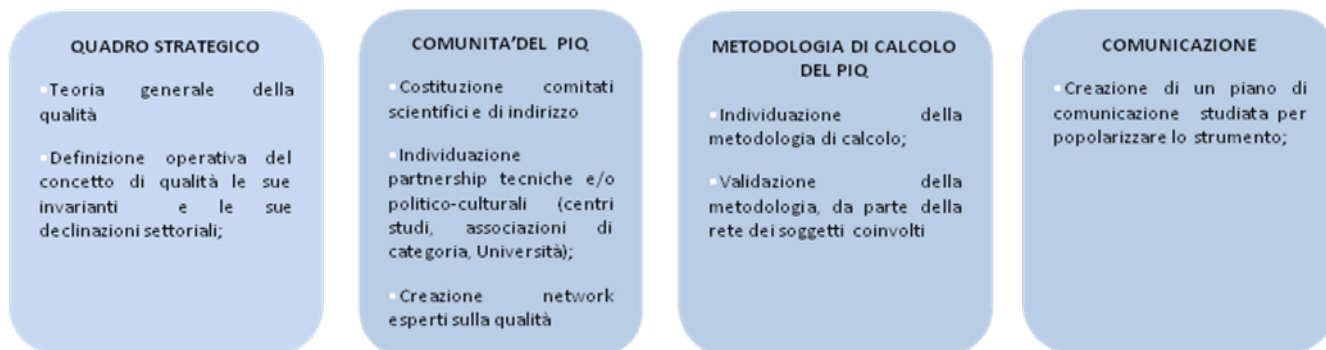 QUADRO STRATEGICO
▪Teoria generale della
qualità
▪Definizione operativa del
concetto di qualità le sue
invarianti e le sue
declinazioni settoriali;
COMUNITA'DEL PIQ
▪Costituzione comitati
scientifici e di indirizzo
▪Individuazione
partnership tecniche e/o
politico-culturali (centri
studi, associazioni di
categoria, Università);
▪Creazione network
esperti sulla qualità
METODOLOGIA DI CALCOLO
DEL PIQ
▪Individuazione della
metodologia di calcolo;
▪Validazione della
metodologia, da parte della
rete dei soggetti coinvolti
COMUNICAZIONE
▪Creazione di un piano di
comunicazione studiata per
popolarizzare lo strumento;